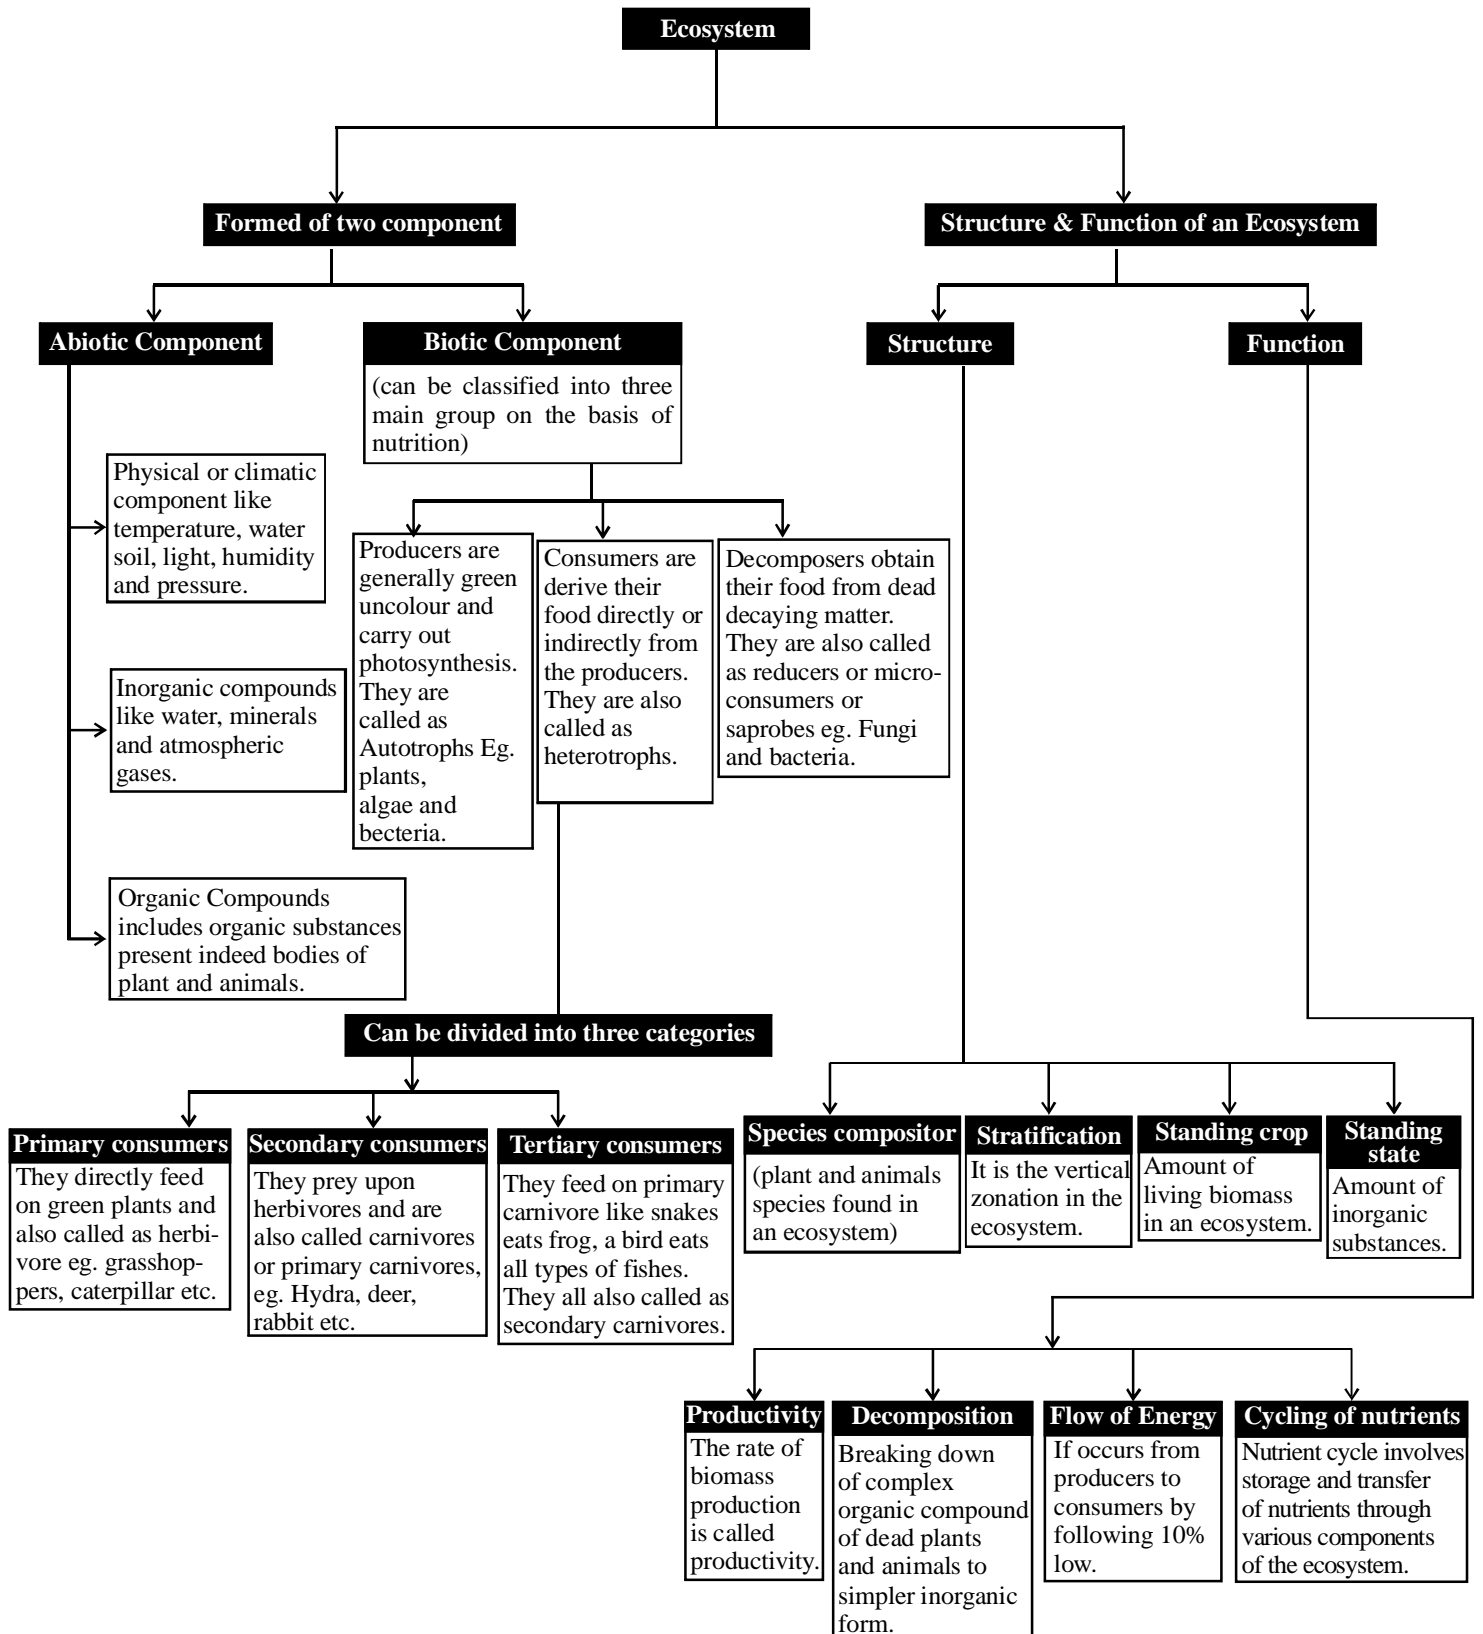 Ecosystem
Formed of two component
Structure & Function of an Ecosystem
Abiotic Component
Biotic Component
(can be classified into three
main group on the basis of
nutrition)
Structure
Function
Physical or climatic
component like
temperature, water
soil, light, humidity
and pressure.
Inorganic compounds
like water, minerals
and atmospheric
gases.
Organic Compounds
includes organic substances
present indeed bodies of
plant and animals.
Producers are
generally green
uncolour and
carry out
photosynthesis.
They are
called as
Autotrophs Eg.
plants,
algae and
becteria.
Consumers are
derive their
food directly or
indirectly from
the producers.
They are also
called as
heterotrophs.
Decomposers obtain
their food from dead
decaying matter.
They are also called
as reducers or micro-
consumers or
saprobes eg. Fungi
and bacteria.
Can be divided into three categories
Primary consumers
They directly feed
on green plants and
also called as herbi-
vore eg. grasshop-
pers, caterpillar etc.
Secondary consumers
They prey upon
herbivores and are
also called carnivores
or primary carnivores,
eg. Hydra, deer,
rabbit etc.
Tertiary consumers
They feed on primary
carnivore like snakes
eats frog, a bird eats
all types of fishes.
They all also called as
secondary carnivores.
Species compositor
(plant and animals
species found in
an ecosystem)
Stratification
It is the vertical
zonation in the
ecosystem.
Standing crop
Amount of
living biomass
in an ecosystem.
Standing
state
Amount of
inorganic
substances.
Productivity
The rate of
biomass
production
is called
productivity.
Decomposition
Breaking down
of complex
organic compound
of dead plants
and animals to
simpler inorganic
form.
Flow of Energy
If occurs from
producers to
consumers by
following 10%
low.
Cycling of nutrients
Nutrient cycle involves
storage and transfer
of nutrients through
various components
of the ecosystem.